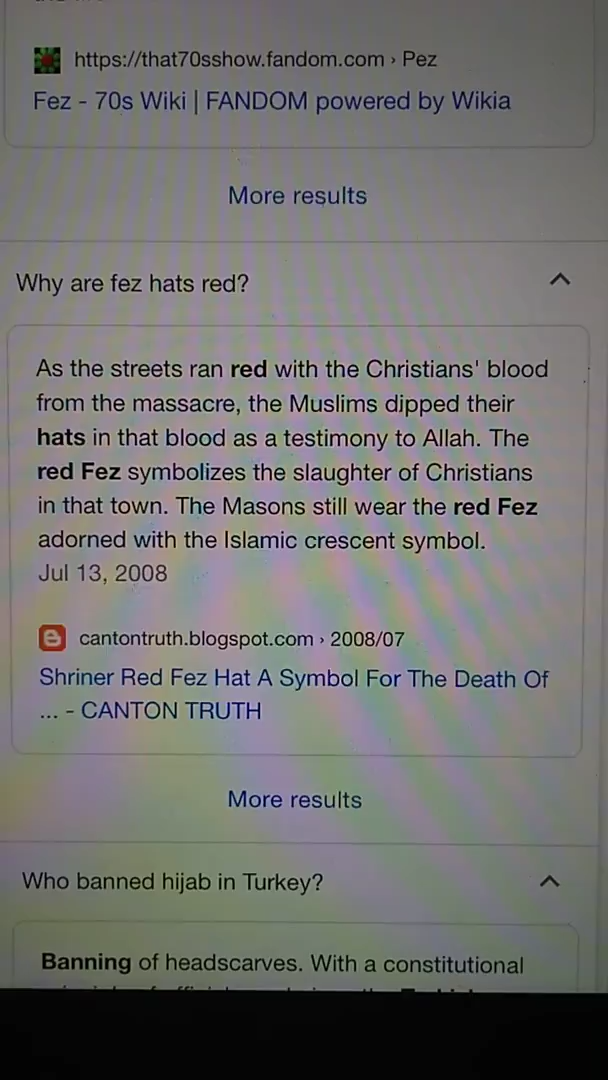 https://that70sshow.fandom.com › Pez
Fez - 70s Wiki | FANDOM powered by Wikia
More results
Why are fez hats red?
As the streets ran red with the Christians' blood
from the massacre, the Muslims dipped their
hats in that blood as a testimony to Allah. The
red Fez symbolizes the slaughter of Christians
in that town. The Masons still wear the red Fez
adorned with the Islamic crescent symbol.
Jul 13, 2008
cantontruth.blogspot.com › 2008/07
Shriner Red Fez Hat A Symbol For The Death Of
... - CANTON TRUTH
More results
Who banned hijab in Turkey?
Banning of headscarves. With a constitutional